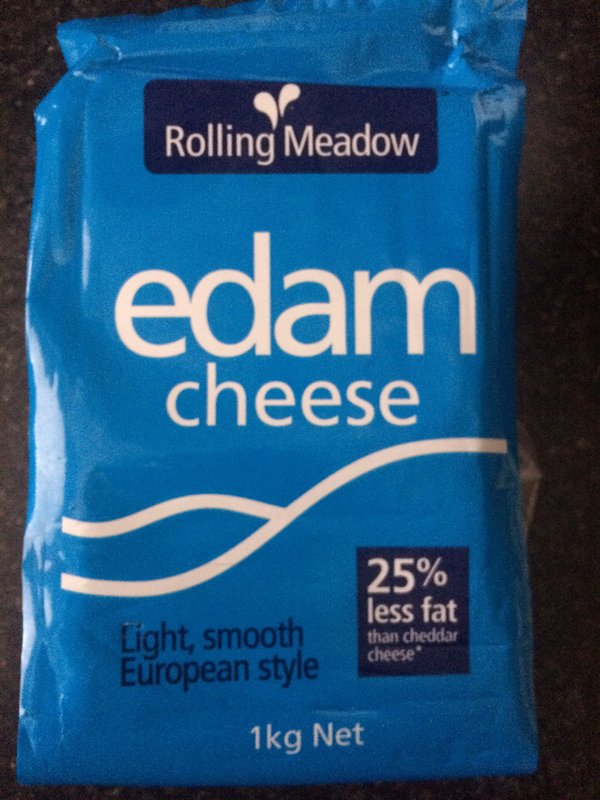 Rolling Meadow
edam
cheese
25%
less fat
than cheddar
cheese*
Light, smooth
European style
1kg Net